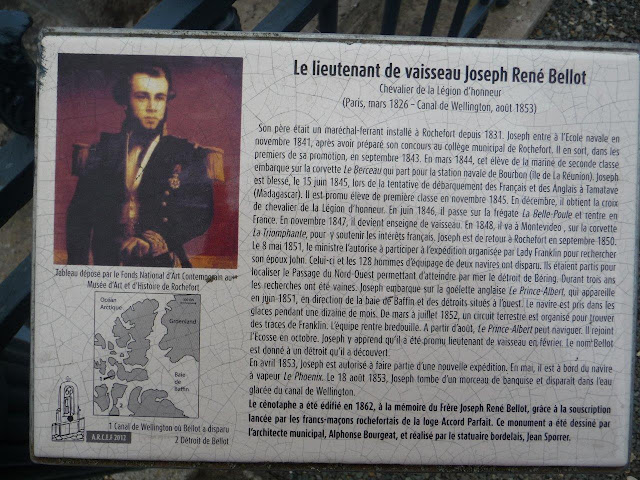 Le lieutenant de vaisseau Joseph René Bellot
Chevalier de la Légion d'honneur
(Paris, mars 1826 - Canal de Wellington, août 1853)
Son père était un maréchal-ferrant installé à Rochefort depuis 1831. Joseph entre à l'Ecole navale en
novembre 1841, après avoir préparé son concours au collège municipal de Rochefort. Il en sort, dans les
premiers de sa promotion, en septembre 1843. En mars 1844, cet élève de la marine de seconde classe
embarque sur la corvette Le Berceau qui part pour la station navale de Bourbon (île de La Réunion). Joseph
est blessé, le 15 juin 1845, lors de la tentative de débarquement des Français et des Anglais à Tamatave
(Madagascar). Il est promu élève de première classe en novembre 1845. En décembre, il obtient la croix
de chevalier de la Légion d'honneur. En juin 1846, il passe sur la frégate La Belle-Poule et rentre en
France. En novembre 1847, il devient enseigne de vaisseau. En 1848, il va à Montevideo, sur la corvette
La Triomphante, pour y soutenir les intérêts français. Joseph est de retour à Rochefort en septembre 1850.
Le 8 mai 1851, le ministre l'autorise à participer à l'expédition organisée par Lady Franklin pour rechercher
son époux John. Celui-ci et les 128 hommes d'équipage de deux navires ont disparu. Ils étaient partis pour
localiser le Passage du Nord-Ouest permettant d'atteindre par mer le détroit de Béring. Durant trois ans
les recherches ont été vaines. Joseph embarque sur la goélette anglaise Le Prince-Albert, qui appareille
en juin 1851, en direction de la baie de Baffin et des détroits situés à l'ouest. Le navire est pris dans les
glaces pendant une dizaine de mois. De mars à juillet 1852, un circuit terrestre est organisé pour trouver
des traces de Franklin. L'équipe rentre bredouille. A partir d'août, Le Prince-Albert peut naviguer. Il rejoint
l'Ecosse en octobre. Joseph y apprend qu'il a été promu lieutenant de vaisseau en février. Le nom Bellot
est donné à un détroit qu'il a découvert.
En avril 1853, Joseph est autorisé à faire partie d'une nouvelle expédition. En mai, il est à bord du navire
à vapeur Le Phoenix. Le 18 août 1853, Joseph tombe d'un morceau de banquise et disparaît dans l'eau
glacée du canal de Wellington.
Le cénotaphe a été édifié en 1862, à la mémoire du Frère Joseph René Bellot, grâce à la souscription
lancée par les francs-maçons rochefortais de la loge Accord Parfait. Ce monument a été dessiné par
l'architecte municipal, Alphonse Bourgeat, et réalisé par le statuaire bordelais, Jean Sporrer.
Tableau déposé par le Fonds National d'Art Contemporain au
Musée d'Art et d'Histoire de Rochefort
Océan
Arctique
Groenland
Baie
de
Baffin
1
2
1 Canal de Wellington où Bellot a disparu
2 Détroit de Bellot
A.R.C.E.F 2012